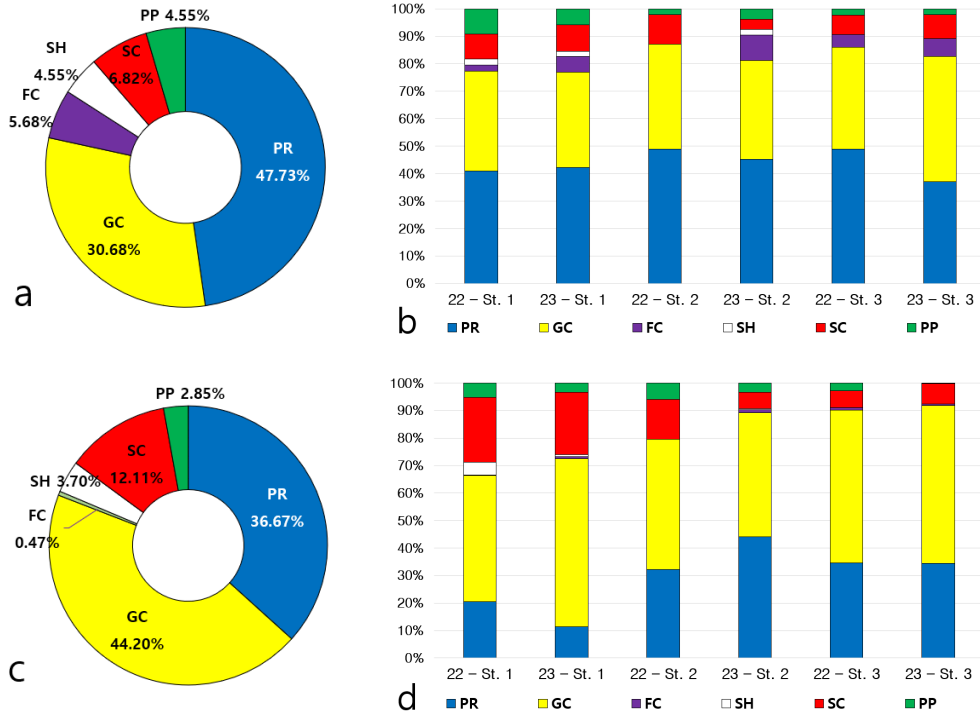 PP 4.55%
SH
4.55%
SC
6.82%
FC
5.68%
PR
47.73%
GC
30.68%
a
100%
90%
80%
70%
60%
50%
40%
30%
20%
10%
0%
22 – St. 1 23 – St. 1 22 – St. 2 23 – St. 2 22 – St. 3 23 – St. 3
b
PR GC FC SH SC PP
PP 2.85%
SC
12.11%
SH 3.70%
FC
0.47%
PR
36.67%
GC
44.20%
c
100%
90%
80%
70%
60%
50%
40%
30%
20%
10%
0%
22 – St. 1 23 – St. 1 22 – St. 2 23 – St. 2 22 – St. 3 23 – St. 3
d
PR GC FC SH SC PP